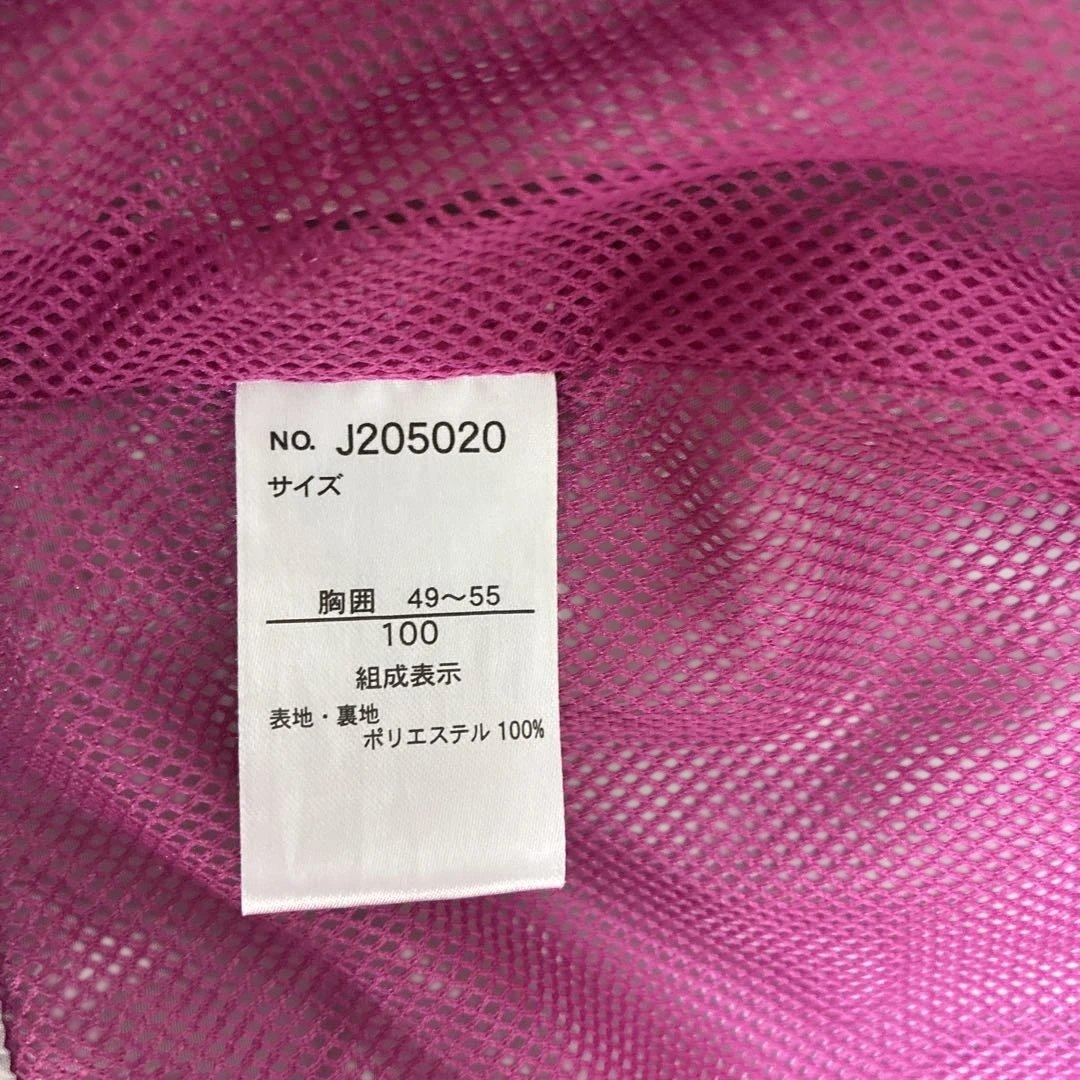 NO. J205020
サイズ
胸囲 49〜55
100
組成表示
表地・裏地
ポリエステル 100%